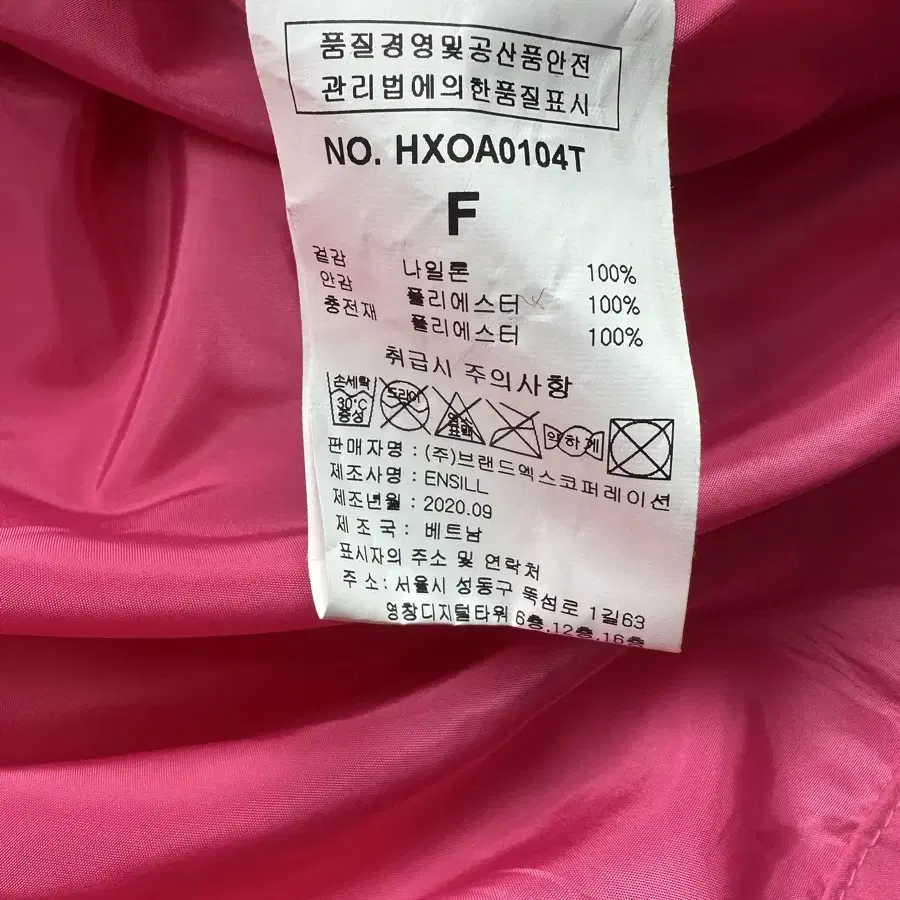 품질경영및공산품안전
관리법에의한품질표시
NO. HXOA0104T
F
겉감 나일론 100%
안감 폴리에스터 100%
충전재 폴리에스터 100%
취급시 주의사항
손세탁 30°C 중성 드라이 염소 표백 약하게
판매자명 : (주)브랜드엑스코퍼레이션
제조사명 : ENSILL
제조년월 : 2020.09
제 조 국 : 베트남
표시자의 주소 및 연락처
주 소 : 서울시 성동구 뚝섬로 1길63
영창디지털타워 6층,12층,16층